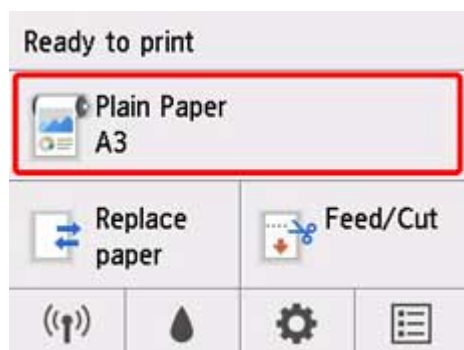 Ready to print
Plain Paper
A3
Replace
paper
Feed/Cut